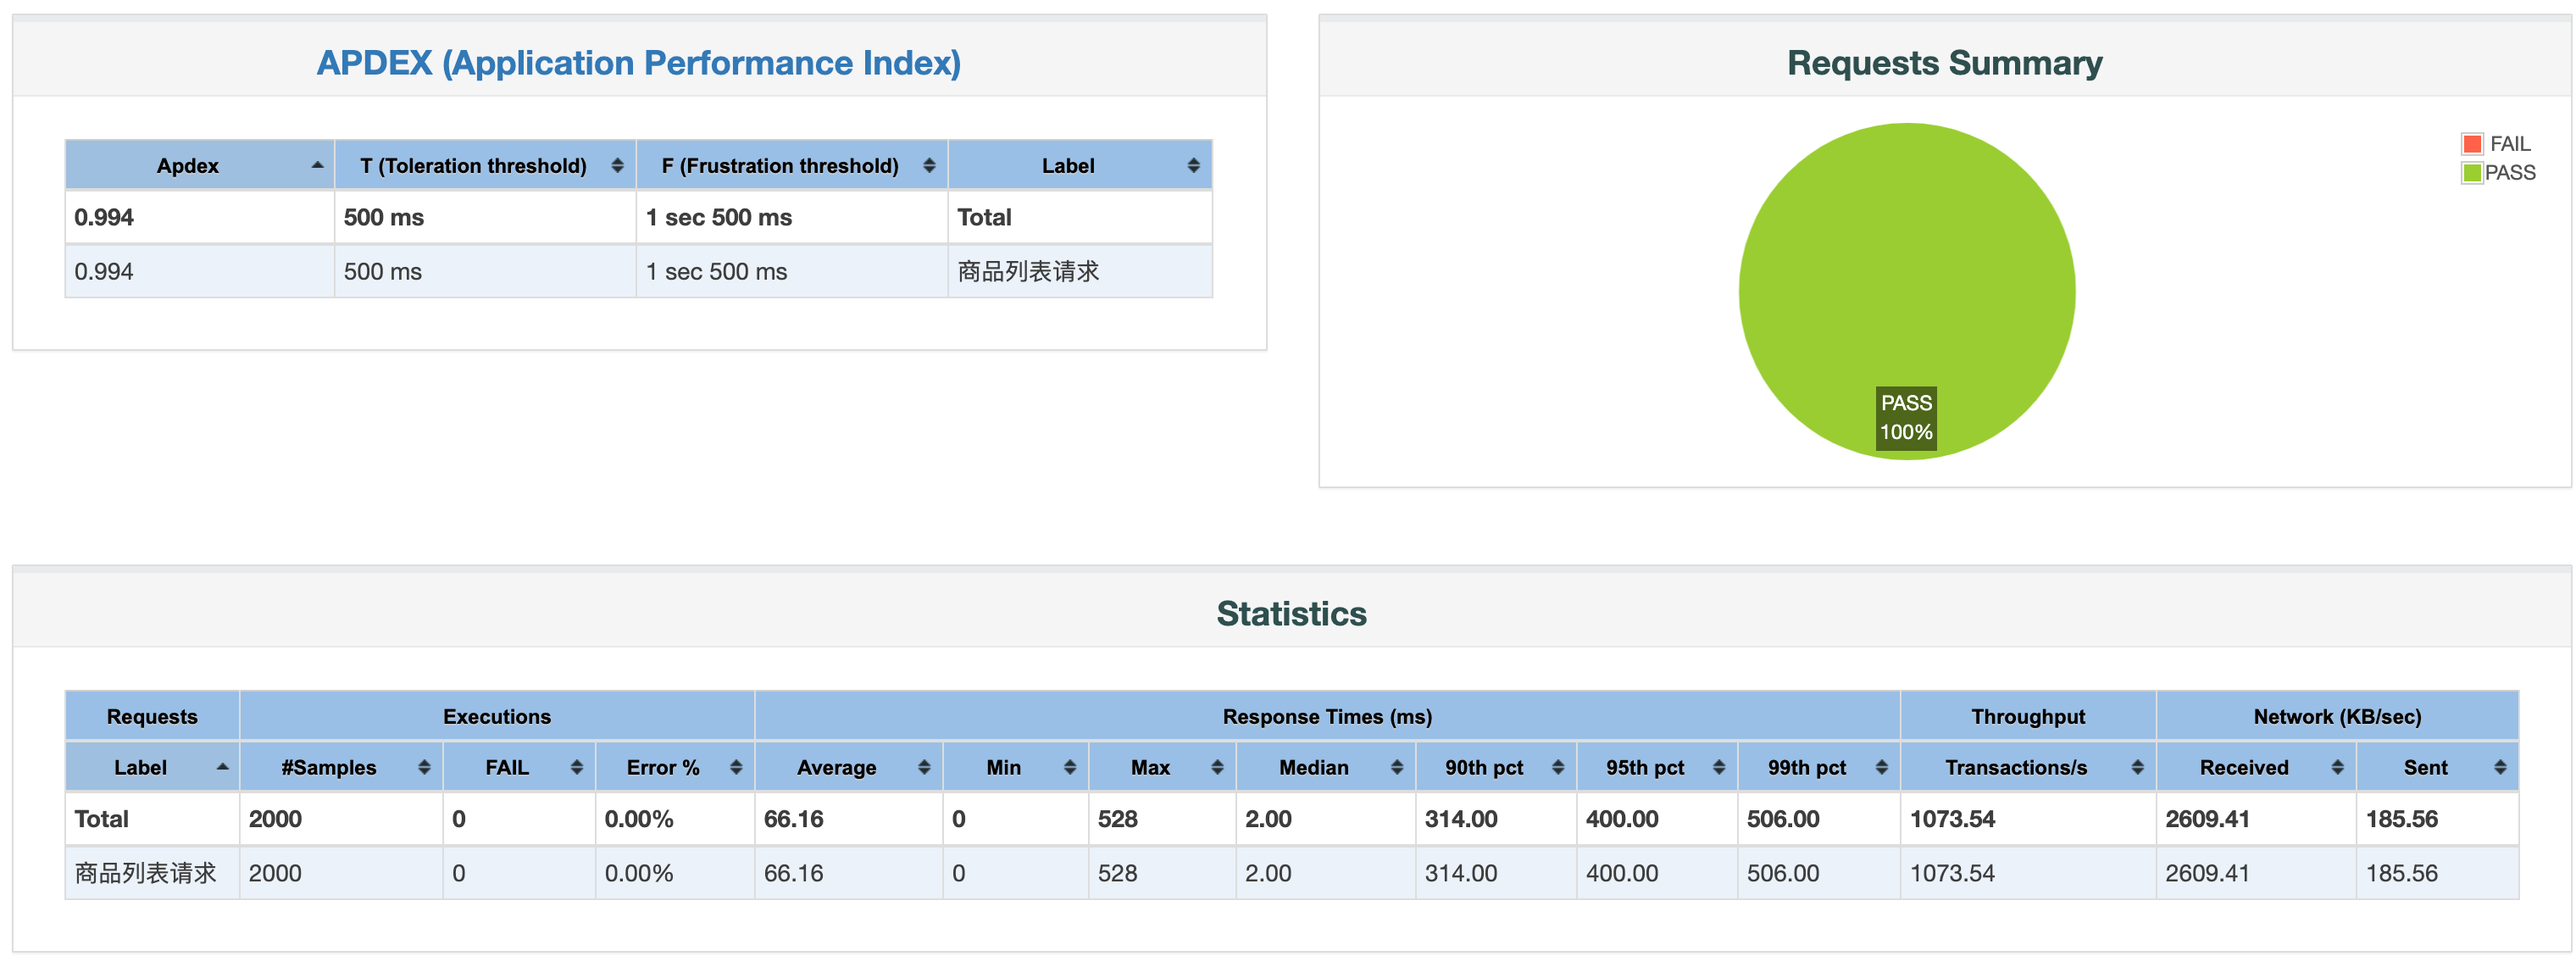 APDEX (Application Performance Index)
Apdex T (Toleration threshold) F (Frustration threshold) Label
0.994 500 ms 1 sec 500 ms Total
0.994 500 ms 1 sec 500 ms 商品列表请求
Requests Summary
FAIL
PASS
PASS
100%
Statistics
Requests Executions Response Times (ms) Throughput Network (KB/sec)
Label #Samples FAIL Error % Average Min Max Median 90th pct 95th pct 99th pct Transactions/s Received Sent
Total 2000 0 0.00% 66.16 0 528 2.00 314.00 400.00 506.00 1073.54 2609.41 185.56
商品列表请求 2000 0 0.00% 66.16 0 528 2.00 314.00 400.00 506.00 1073.54 2609.41 185.56